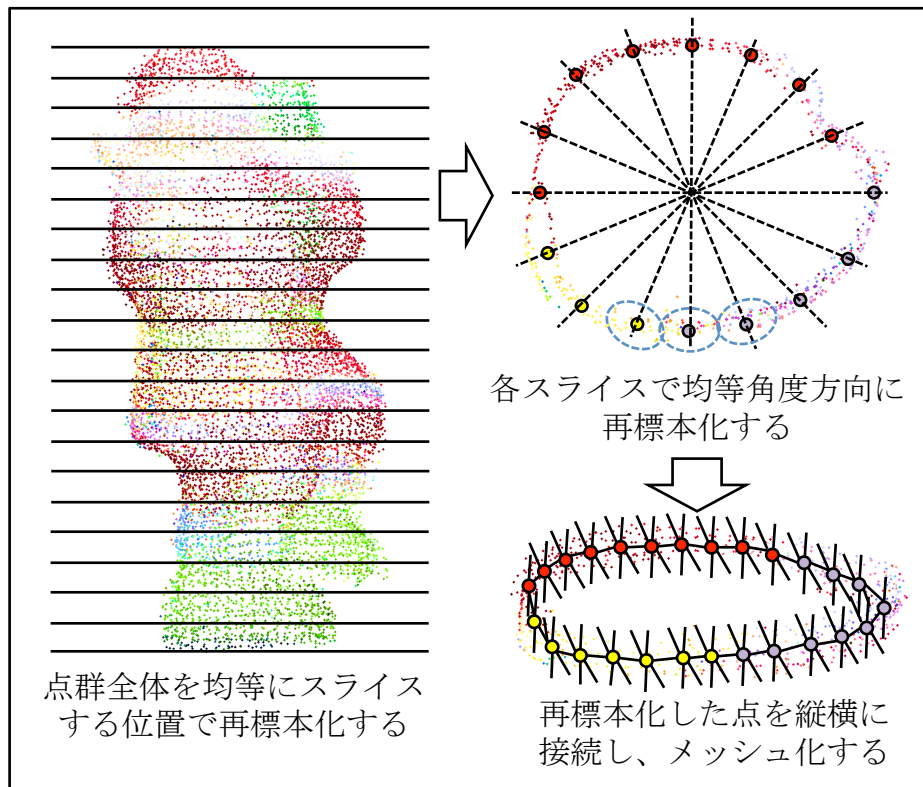 点群全体を均等にスライス
する位置で再標本化する
各スライスで均等角度方向に
再標本化する
再標本化した点を縦横に
接続し、メッシュ化する